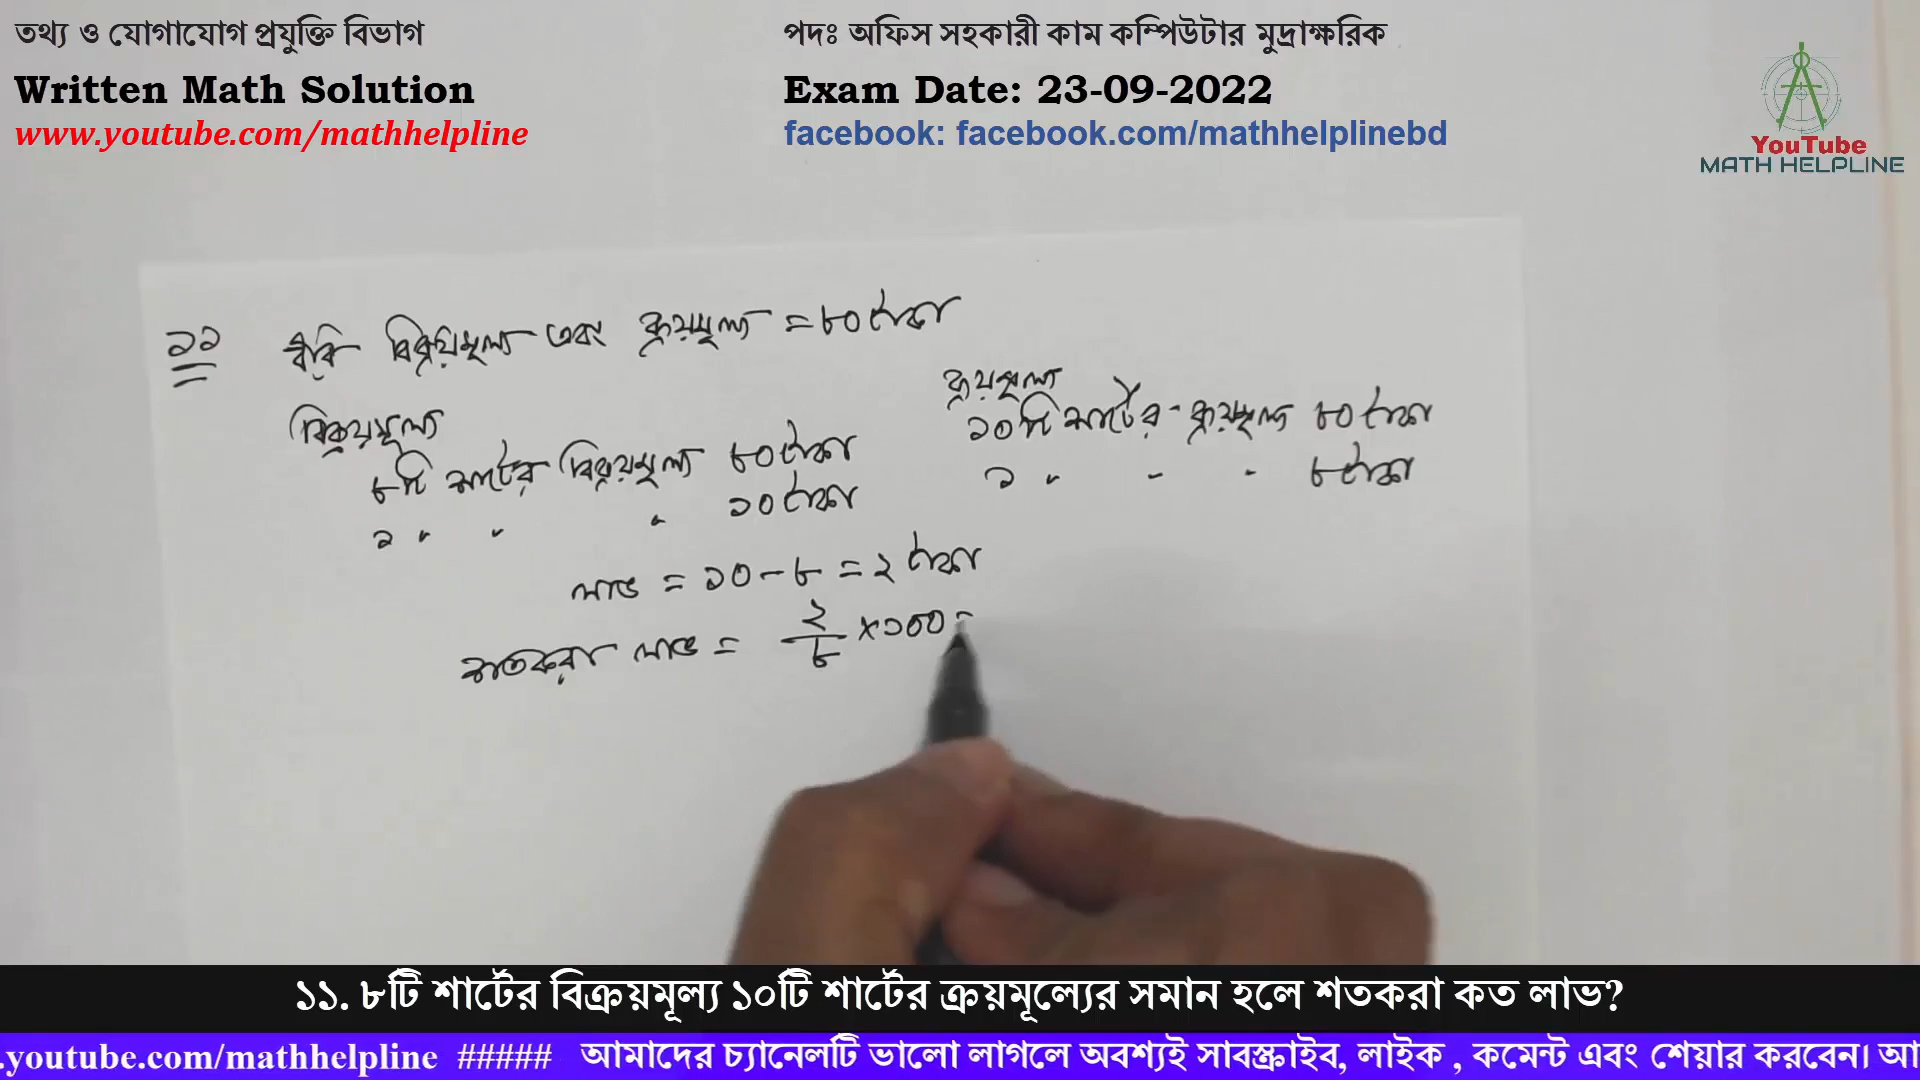 তথ্য ও যোগাযোগ প্রযুক্তি বিভাগ
পদঃ অফিস সহকারী কাম কম্পিউটার মুদ্রাক্ষরিক
Written Math Solution
Exam Date: 23-09-2022
www.youtube.com/mathhelpline
facebook: facebook.com/mathhelplinebd
YouTube
MATH HELPLINE
১১ ধরি বিক্রয়মূল্য এবং ক্রয়মূল্য = ৮০ টাকা
বিক্রয়মূল্য
৮টি শার্টের বিক্রয়মূল্য ৮০ টাকা
১ " " " ১০ টাকা
ক্রয়মূল্য
১০টি শার্টের ক্রয়মূল্য ৮০ টাকা
১ " " " ৮ টাকা
লাভ = ১০ - ৮ = ২ টাকা
শতকরা লাভ = ২/৮ × ১০০ =
১১. ৮টি শার্টের বিক্রয়মূল্য ১০টি শার্টের ক্রয়মূল্যের সমান হলে শতকরা কত লাভ?
.youtube.com/mathhelpline ##### আমাদের চ্যানেলটি ভালো লাগলে অবশ্যই সাবস্ক্রাইব, লাইক , কমেন্ট এবং শেয়ার করবেন। আ